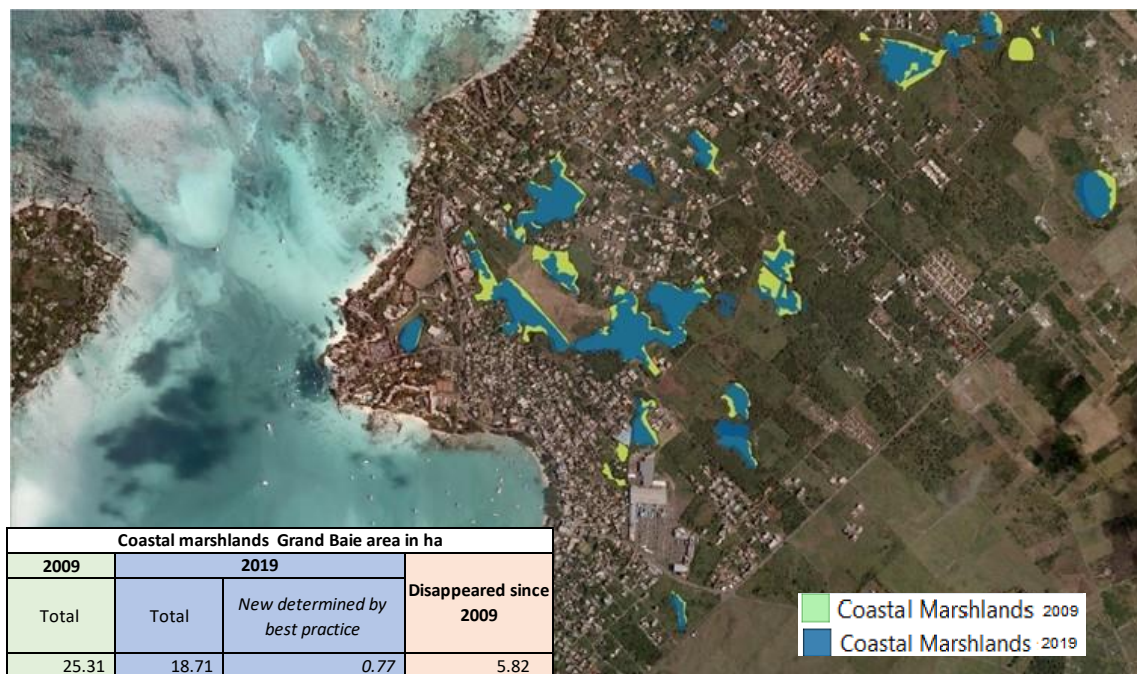 Coastal marshlands Grand Baie area in ha
2009 2019 Disappeared since 2009
Total Total New determined by best practice
25.31 18.71 0.77 5.82
Coastal Marshlands 2009
Coastal Marshlands 2019